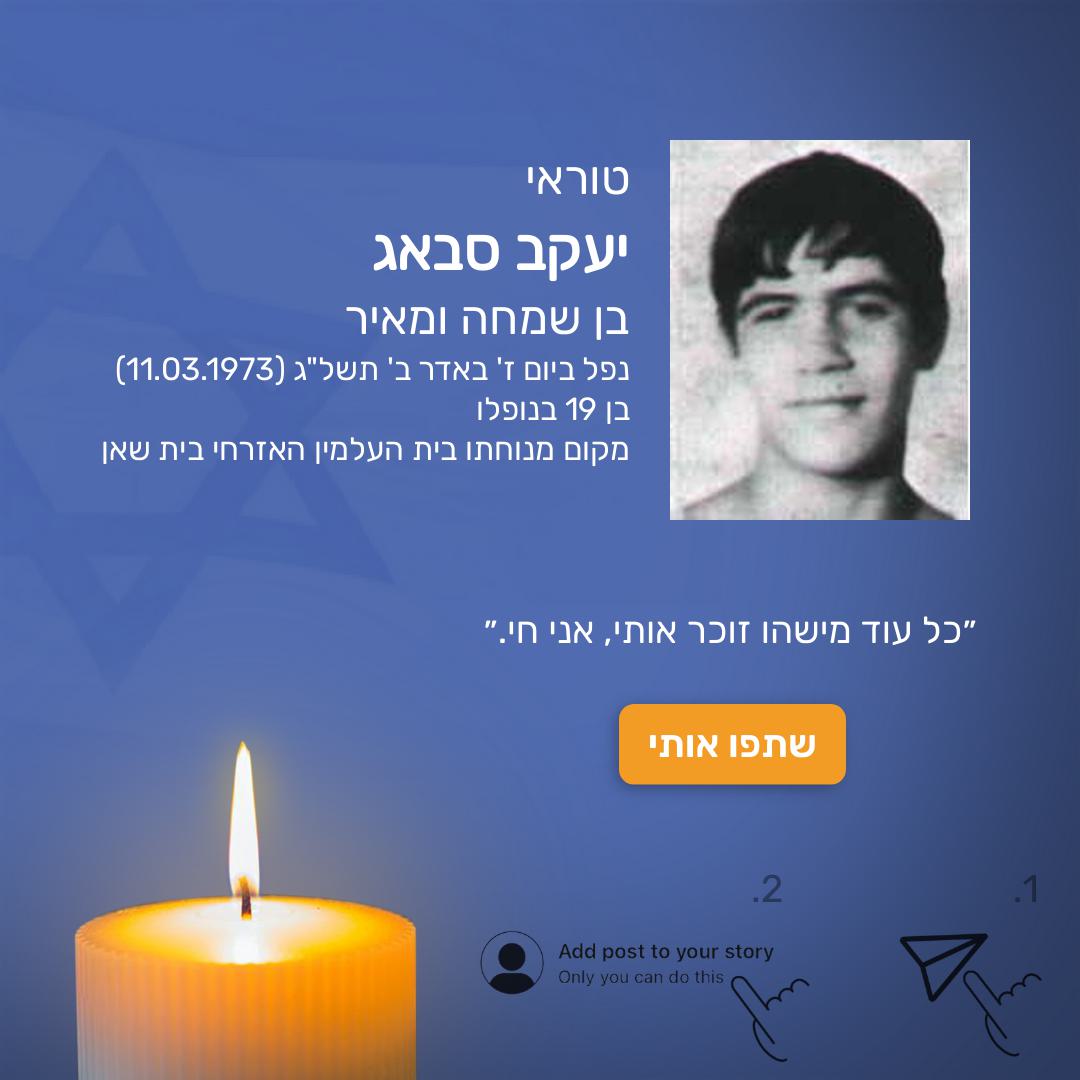 טוראי
יעקב סבאג
בן שמחה ומאיר
נפל ביום ז' באדר ב' תשל"ג (11.03.1973)
בן 19 בנופלו
מקום מנוחתו בית העלמין האזרחי בית שאן
״כל עוד מישהו זוכר אותי, אני חי.״
שתפו אותי
.1
.2
Add post to your story
Only you can do this